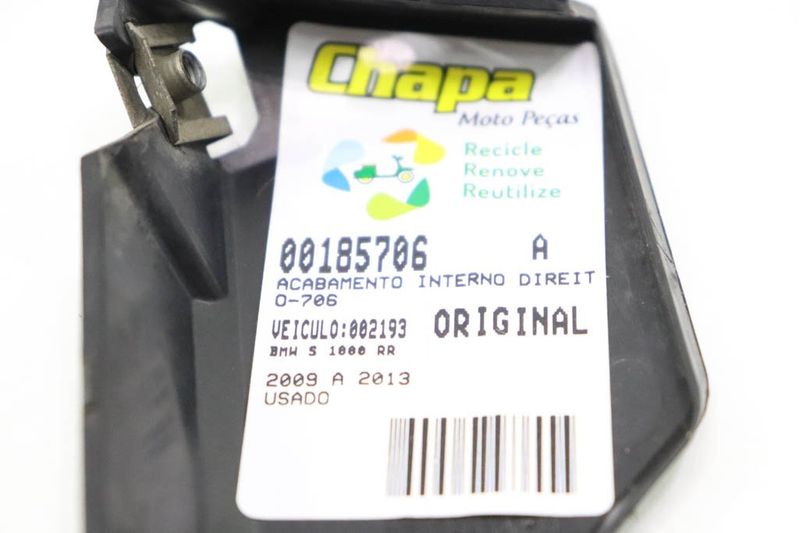 Chapa
Moto Peças
Recicle
Renove
Reutilize
00185706 A
ACABAMENTO INTERNO DIREIT
O-706
VEICULO:002193 ORIGINAL
BMW S 1000 RR
2009 A 2013
USADO